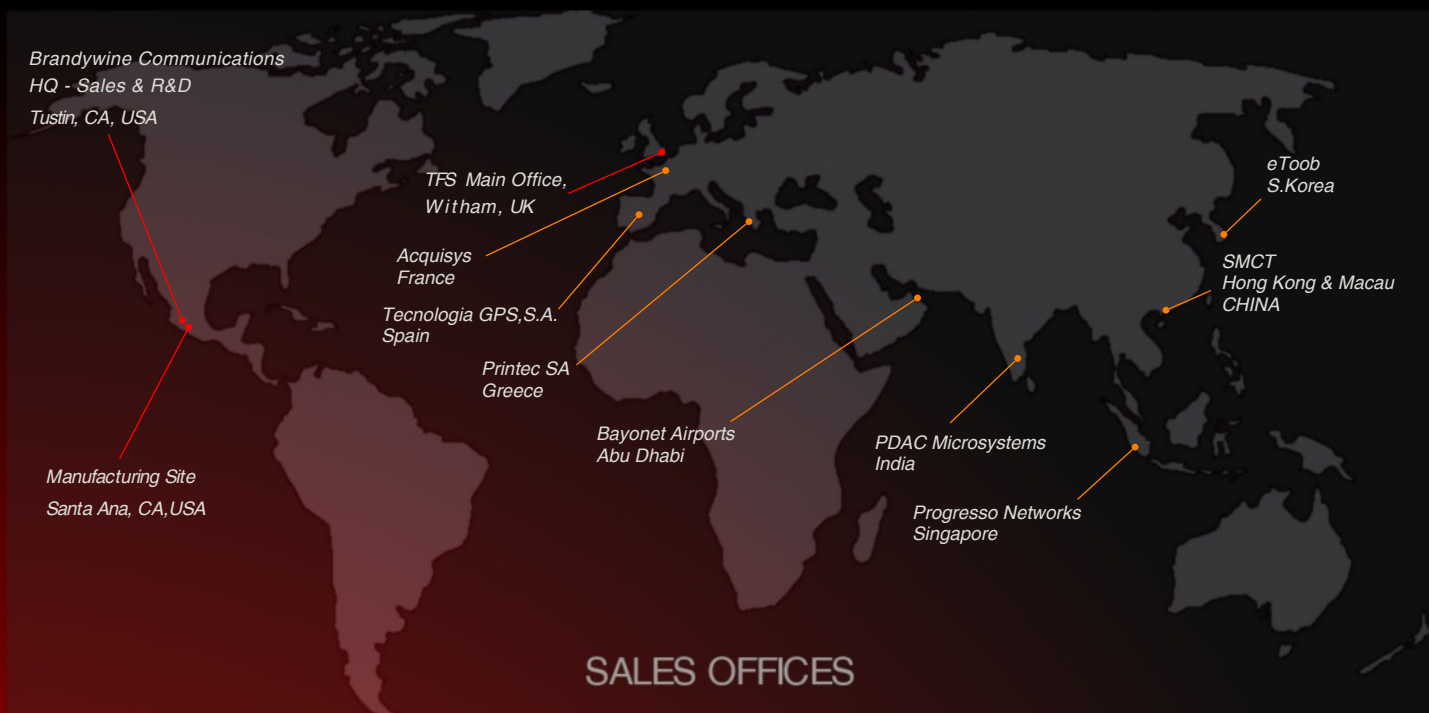 Brandywine Communications
HQ - Sales & R&D
Tustin, CA, USA
TFS Main Office,
Witham, UK
Acquisys
France
Tecnologia GPS,S.A.
Spain
Printec SA
Greece
Bayonet Airports
Abu Dhabi
eToob
S.Korea
SMCT
Hong Kong & Macau
CHINA
PDAC Microsystems
India
Progresso Networks
Singapore
Manufacturing Site
Santa Ana, CA,USA
SALES OFFICES